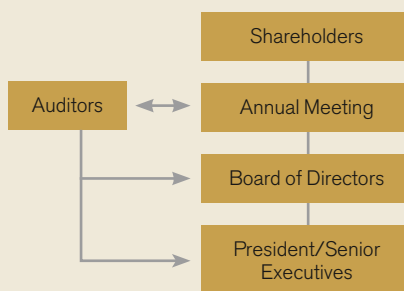 Shareholders
Auditors
Annual Meeting
Board of Directors
President/Senior
Executives